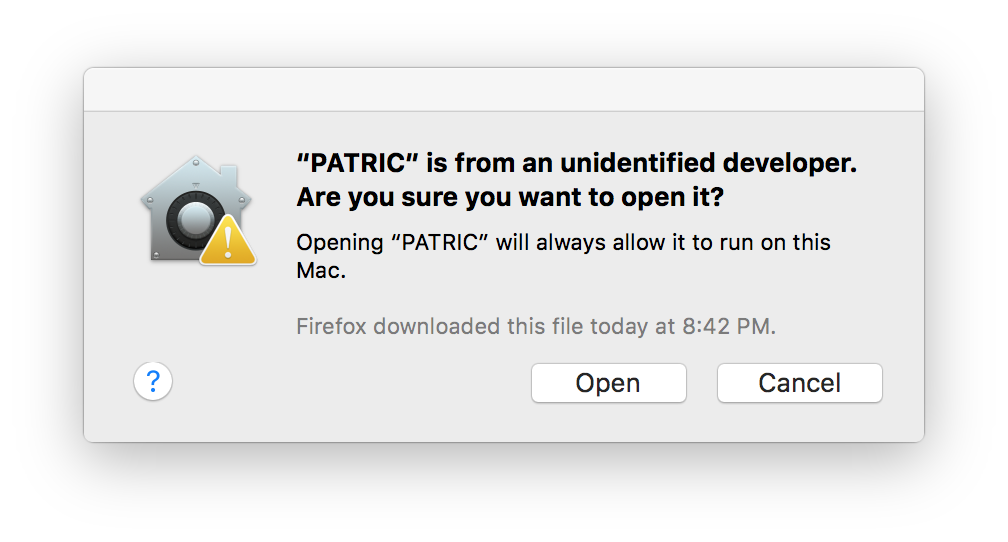 “PATRIC” is from an unidentified developer.
Are you sure you want to open it?
Opening “PATRIC” will always allow it to run on this
Mac.
Firefox downloaded this file today at 8:42 PM.
?
Open
Cancel